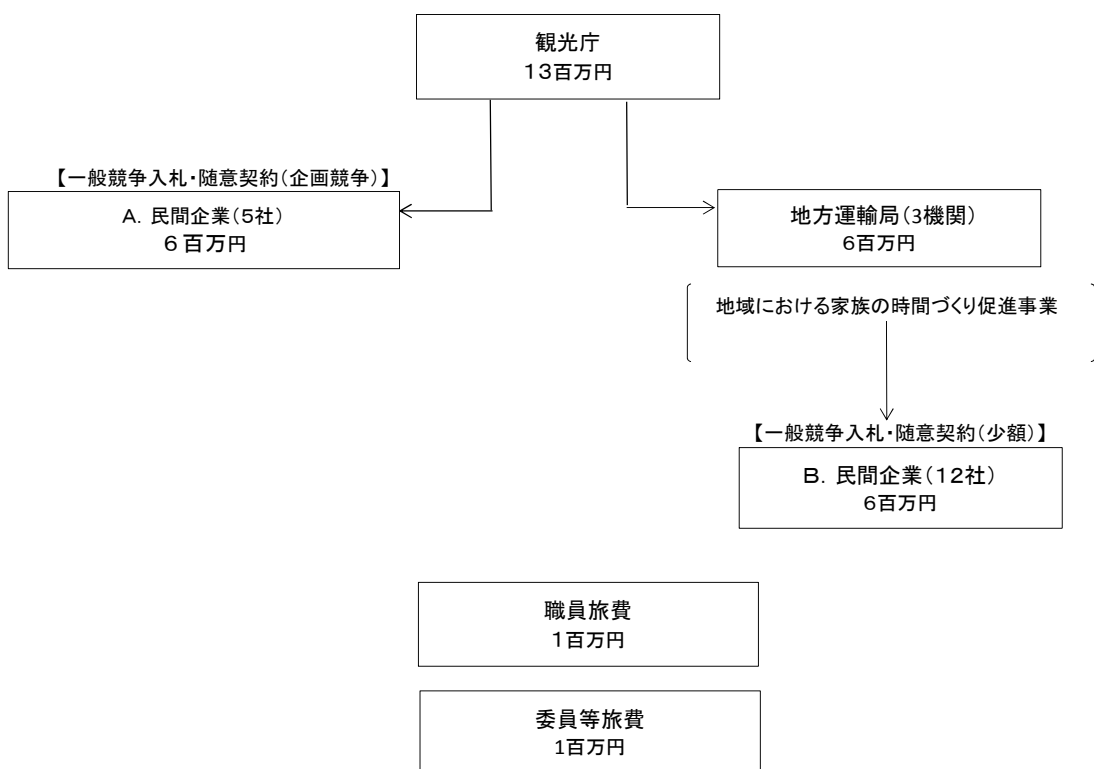 観光庁
１３百万円
【一般競争入札・随意契約（企画競争）】
A. 民間企業（５社）
６百万円
地方運輸局（3機関）
6百万円
地域における家族の時間づくり促進事業
【一般競争入札・随意契約（少額）】
B. 民間企業（１２社）
6百万円
職員旅費
１百万円
委員等旅費
1百万円